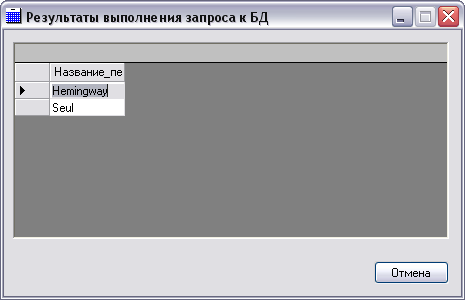 Результаты выполнения запроса к БД
Название_пе
Hemingway
Seul
Отмена